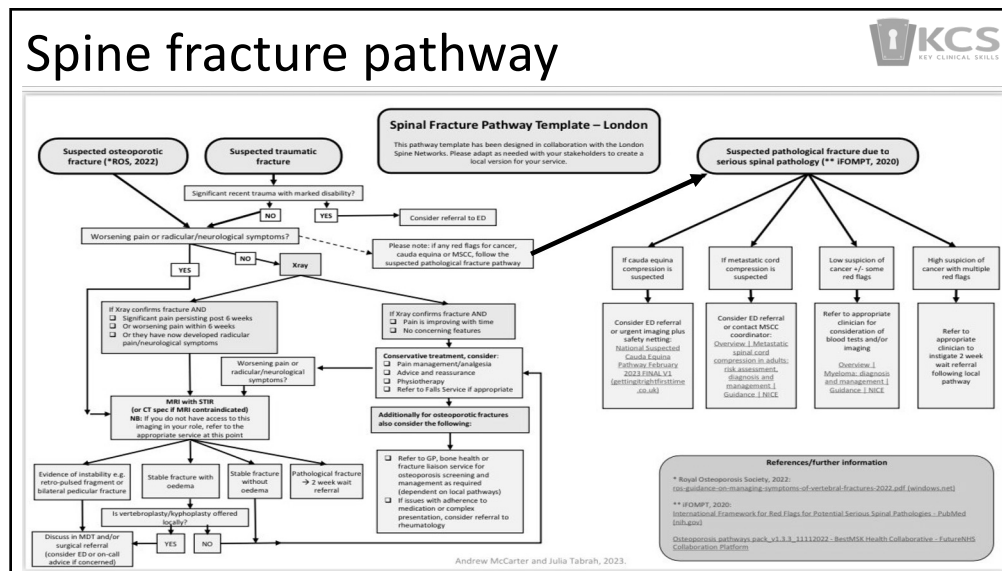 Spine fracture pathway
KCS
KEY CLINICAL SKILLS
Spinal Fracture Pathway Template – London
This pathway template has been designed in collaboration with the London
Spine Networks. Please adapt as needed with your stakeholders to create a
local version for your service.
Suspected osteoporotic
fracture (*ROS, 2022)
Suspected traumatic
fracture
Suspected pathological fracture due to
serious spinal pathology (** iFOMPT, 2020)
Significant recent trauma with marked disability?
NO
YES
Consider referral to ED
Worsening pain or radicular/neurological symptoms?
YES
NO
Xray
Please note: if any red flags for cancer,
cauda equina or MSCC, follow the
suspected pathological fracture pathway
If Xray confirms fracture AND
❑ Significant pain persisting post 6 weeks
❑ Or worsening pain within 6 weeks
❑ Or they have now developed radicular
pain/neurological symptoms
If Xray confirms fracture AND
❑ Pain is improving with time
❑ No concerning features
Worsening pain or
radicular/neurological
symptoms?
Conservative treatment, consider:
❑ Pain management/analgesia
❑ Advice and reassurance
❑ Physiotherapy
❑ Refer to Falls Service if appropriate
MRI with STIR
(or CT spec if MRI contraindicated)
NB: If you do not have access to this
imaging in your role, refer to the
appropriate service at this point
Additionally for osteoporotic fractures
also consider the following:
❑ Refer to GP, bone health or
fracture liaison service for
osteoporosis screening and
management as required
(dependent on local pathways)
❑ If issues with adherence to
medication or complex
presentation, consider referral to
rheumatology
Evidence of instability e.g.
retro-pulsed fragment or
bilateral pedicular fracture
Stable fracture with
oedema
Stable fracture
without
oedema
Pathological fracture
→ 2 week wait
referral
Is vertebroplasty/kyphoplasty offered
locally?
YES
NO
Discuss in MDT and/or
surgical referral
(consider ED or on-call
advice if concerned)
If cauda equina
compression is
suspected
If metastatic cord
compression is
suspected
Low suspicion of
cancer +/- some
red flags
High suspicion of
cancer with multiple
red flags
Consider ED referral
or urgent imaging plus
safety netting:
National Suspected
Cauda Equina
Pathway February
2023 FINAL V1
(gettingitrightfirsttime
.co.uk)
Consider ED referral
or contact MSCC
coordinator:
Overview | Metastatic
spinal cord
compression in adults:
risk assessment,
diagnosis and
management |
Guidance | NICE
Refer to appropriate
clinician for
consideration of
blood tests and/or
imaging
Overview |
Myeloma: diagnosis
and management |
Guidance | NICE
Refer to
appropriate
clinician to
instigate 2 week
wait referral
following local
pathway
References/further information
* Royal Osteoporosis Society, 2022:
ros-guidance-on-managing-symptoms-of-vertebral-fractures-2022.pdf (windows.net)
** iFOMPT, 2020:
International Framework for Red Flags for Potential Serious Spinal Pathologies - PubMed
(nih.gov)
Osteoporosis pathways pack_v1.3.3_11112022 - BestMSK Health Collaborative - FutureNHS
Collaboration Platform
Andrew McCarter and Julia Tabrah, 2023.